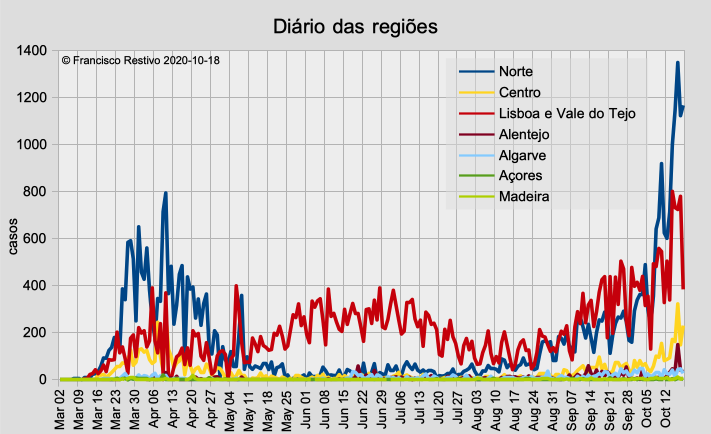 Diário das regiões
1400
1200
1000
800
600
400
200
0
casos
© Francisco Restivo 2020-10-18
Norte
Centro
Lisboa e Vale do Tejo
Alentejo
Algarve
Açores
Madeira
Mar 02
Mar 09
Mar 16
Mar 23
Mar 30
Apr 06
Apr 13
Apr 20
Apr 27
May 04
May 11
May 18
May 25
Jun 01
Jun 08
Jun 15
Jun 22
Jun 29
Jul 06
Jul 13
Jul 20
Jul 27
Aug 03
Aug 10
Aug 17
Aug 24
Aug 31
Sep 07
Sep 14
Sep 21
Sep 28
Oct 05
Oct 12